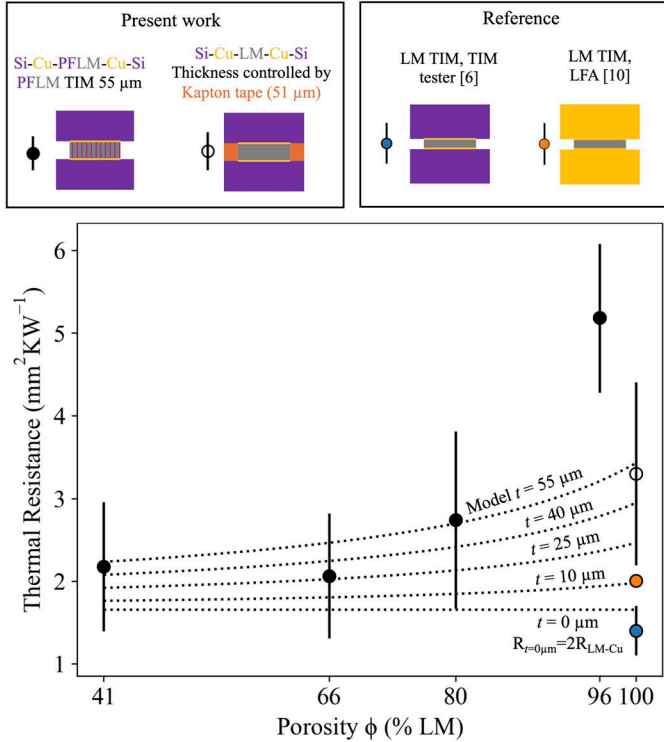 Present work
Si-Cu-PFLM-Cu-Si
PFLM TIM 55 µm
Si-Cu-LM-Cu-Si
Thickness controlled by
Kapton tape (51 µm)
Reference
LM TIM, TIM
tester [6]
LM TIM,
LFA [10]
Thermal Resistance (mm²KW⁻¹)
6
5
4
3
2
1
Model t = 55 µm
t = 40 µm
t = 25 µm
t = 10 µm
t = 0 µm
Rₜ₌₀µm=2R_LM-Cu
41
66
80
96
100
Porosity ϕ (% LM)